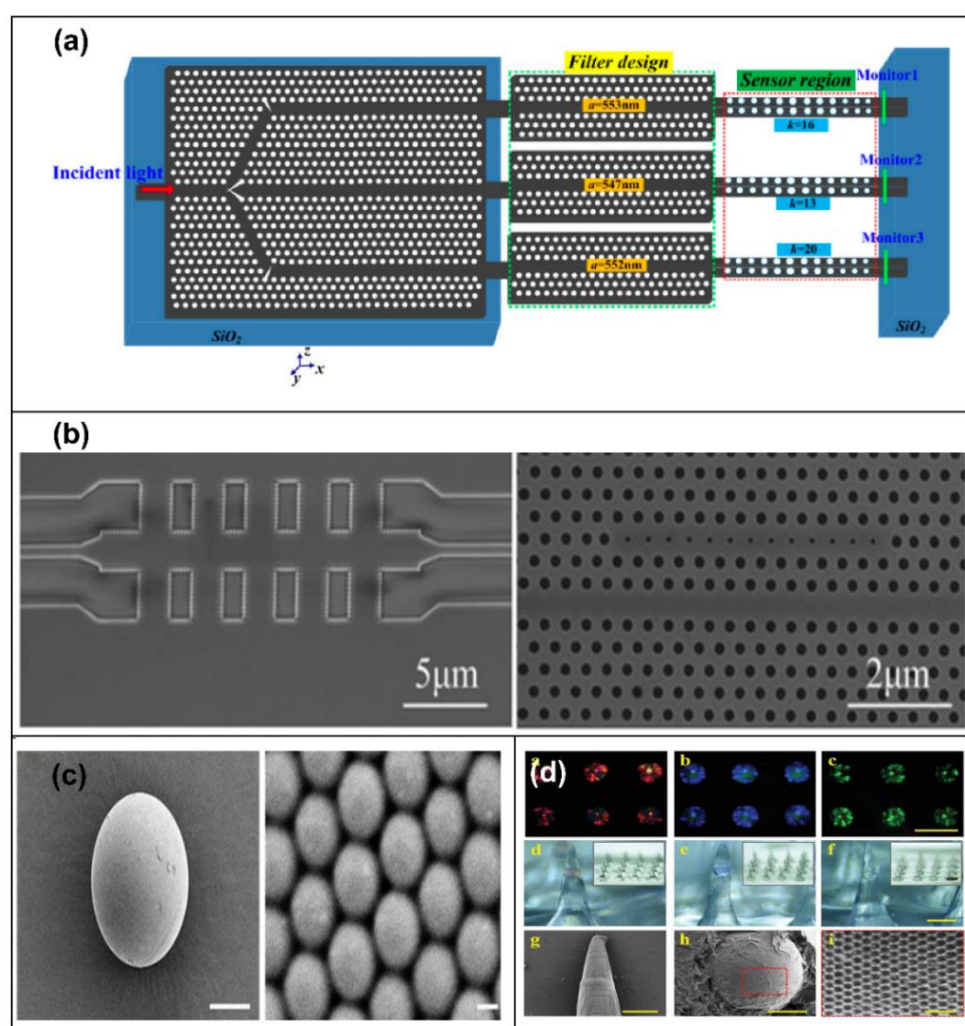 (a)
Filter design
Sensor region
Monitor1
a=553nm
k=16
Incident light
Monitor2
a=547nm
k=13
Monitor3
a=552nm
k=20
SiO2
SiO2
z
y
x
(b)
5μm
2μm
(c)
(d)
a
b
c
d
e
f
g
h
i